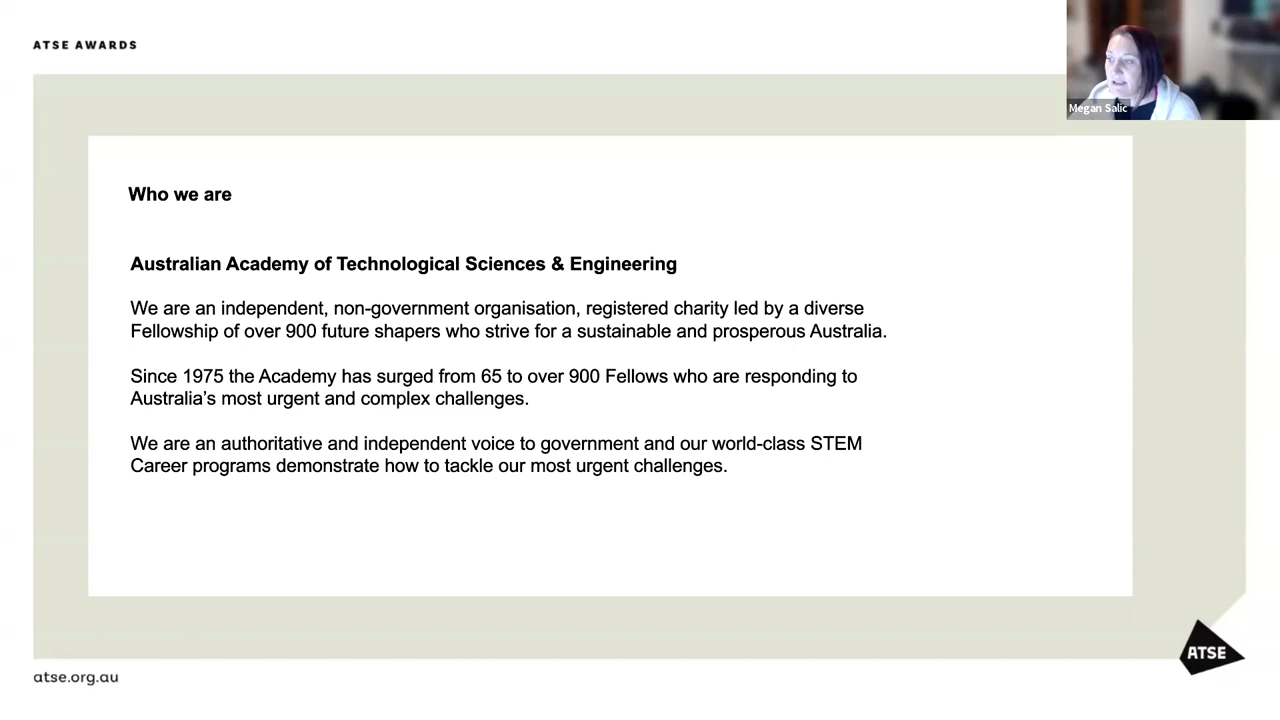 ATSE AWARDS
Megan Salic
Who we are
Australian Academy of Technological Sciences & Engineering
We are an independent, non-government organisation, registered charity led by a diverse
Fellowship of over 900 future shapers who strive for a sustainable and prosperous Australia.
Since 1975 the Academy has surged from 65 to over 900 Fellows who are responding to
Australia’s most urgent and complex challenges.
We are an authoritative and independent voice to government and our world-class STEM
Career programs demonstrate how to tackle our most urgent challenges.
ATSE
atse.org.au